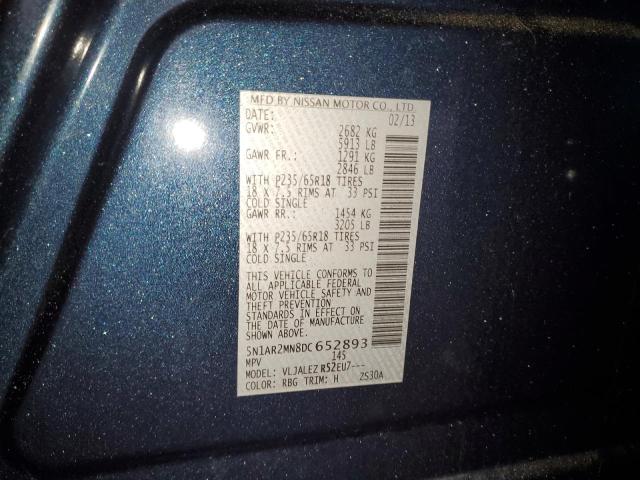 MFD BY NISSAN MOTOR CO., LTD.
DATE: 02/13
GVWR: 2682 KG
5913 LB
GAWR FR.: 1291 KG
2846 LB
WITH P235/65R18 TIRES
18 X 7.5 RIMS AT 33 PSI
COLD SINGLE
GAWR RR.: 1454 KG
3205 LB
WITH P235/65R18 TIRES
18 X 7.5 RIMS AT 33 PSI
COLD SINGLE
THIS VEHICLE CONFORMS TO
ALL APPLICABLE FEDERAL
MOTOR VEHICLE SAFETY AND
THEFT PREVENTION
STANDARDS IN EFFECT ON
THE DATE OF MANUFACTURE
SHOWN ABOVE.
5N1AR2MN8DC652893
MPV 145
MODEL: VLJALEZ R52EU7---
COLOR: RBG TRIM: H ZS30A